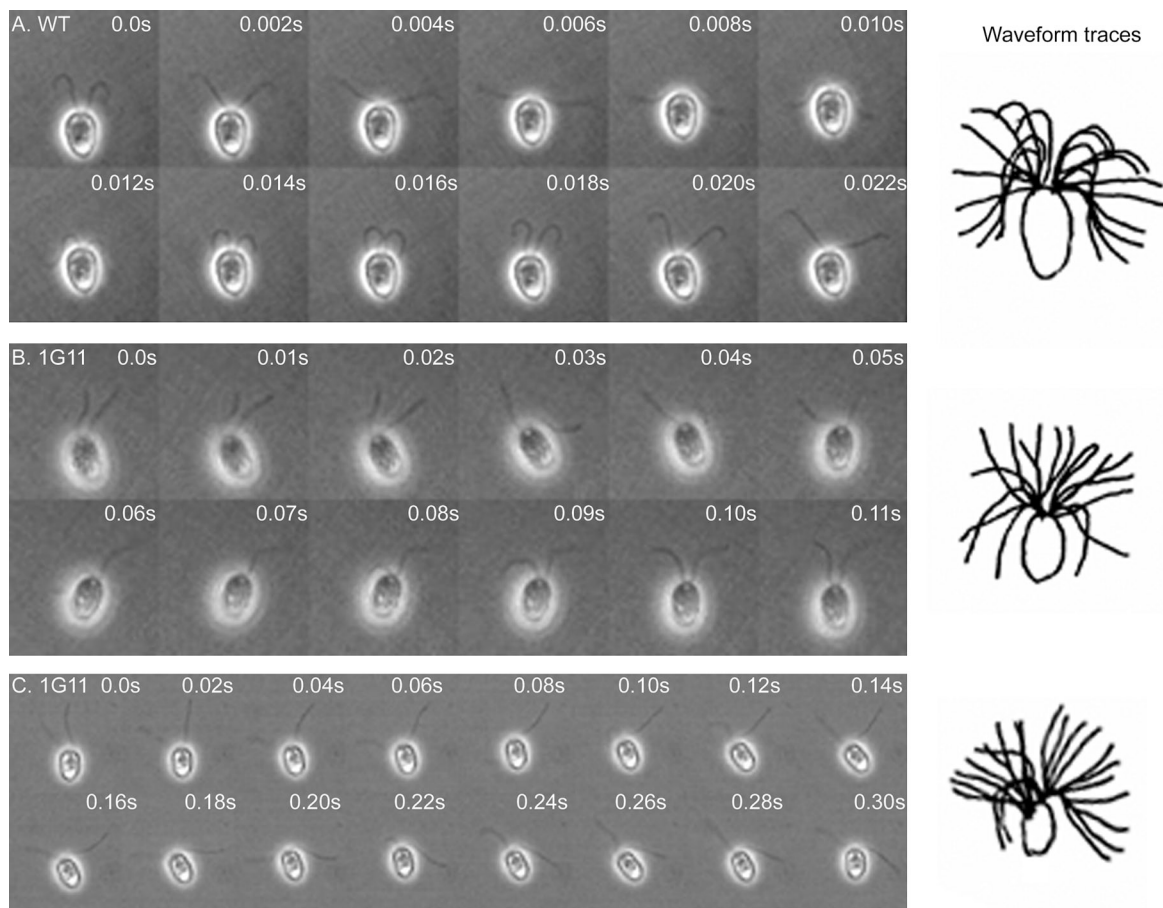 A. WT 0.0s 0.002s 0.004s 0.006s 0.008s 0.010s
Waveform traces
0.012s 0.014s 0.016s 0.018s 0.020s 0.022s
B. 1G11 0.0s 0.01s 0.02s 0.03s 0.04s 0.05s
0.06s 0.07s 0.08s 0.09s 0.10s 0.11s
C. 1G11 0.0s 0.02s 0.04s 0.06s 0.08s 0.10s 0.12s 0.14s
0.16s 0.18s 0.20s 0.22s 0.24s 0.26s 0.28s 0.30s